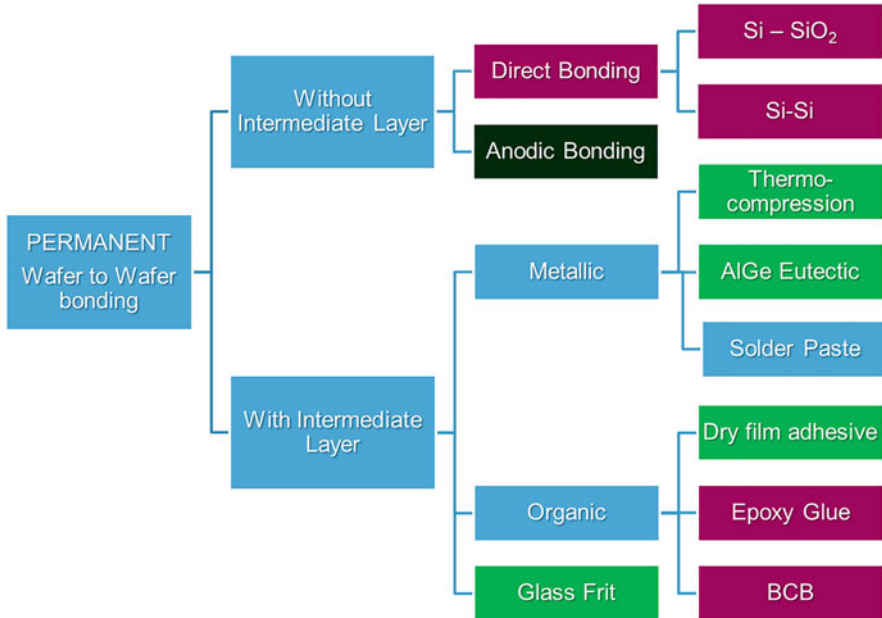 PERMANENT
Wafer to Wafer
bonding
Without
Intermediate Layer
Direct Bonding
Si – SiO₂
Si-Si
Anodic Bonding
With Intermediate
Layer
Metallic
Thermo-
compression
AlGe Eutectic
Solder Paste
Organic
Dry film adhesive
Epoxy Glue
BCB
Glass Frit